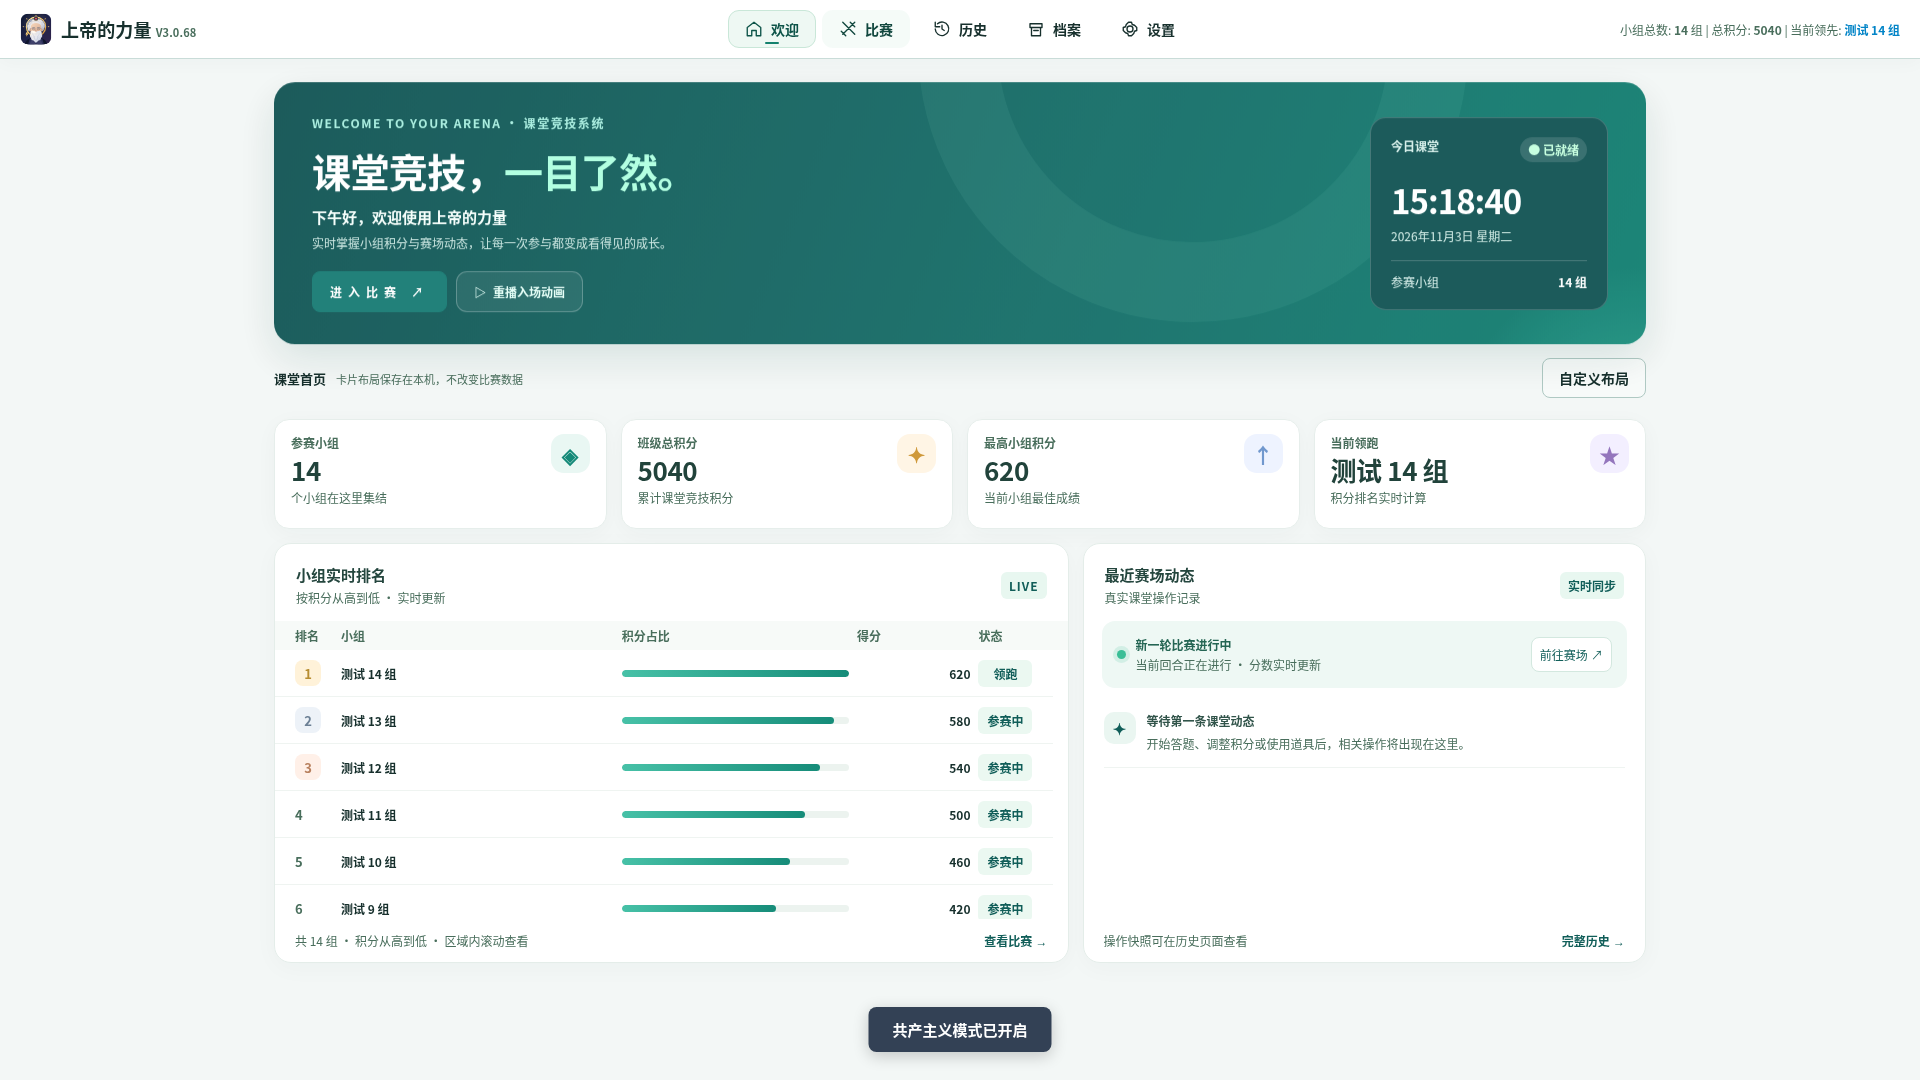 上帝的力量 V3.0.68
欢迎
比赛
历史
档案
设置
小组总数: 14 组 | 总积分: 5040 | 当前领先: 测试 14 组
WELCOME TO YOUR ARENA • 课堂竞技系统
课堂竞技，一目了然。
下午好，欢迎使用上帝的力量
实时掌握小组积分与赛场动态，让每一次参与都变成看得见的成长。
进入比赛 ↗
▷ 重播入场动画
今日课堂
已就绪
15:18:40
2026年11月3日 星期二
参赛小组 14 组
课堂首页 卡片布局保存在本机，不改变比赛数据
自定义布局
参赛小组
14
个小组在这里集结
班级总积分
5040
累计课堂竞技积分
最高小组积分
620
当前小组最佳成绩
当前领跑
测试 14 组
积分排名实时计算
小组实时排名
按积分从高到低 • 实时更新
LIVE
排名 小组 积分占比 得分 状态
1 测试 14 组 620 领跑
2 测试 13 组 580 参赛中
3 测试 12 组 540 参赛中
4 测试 11 组 500 参赛中
5 测试 10 组 460 参赛中
6 测试 9 组 420 参赛中
共 14 组 • 积分从高到低 • 区域内滚动查看
查看比赛 →
最近赛场动态
真实课堂操作记录
实时同步
新一轮比赛进行中
当前回合正在进行 • 分数实时更新
前往赛场 ↗
等待第一条课堂动态
开始答题、调整积分或使用道具后，相关操作将出现在这里。
操作快照可在历史页面查看
完整历史 →
共产主义模式已开启